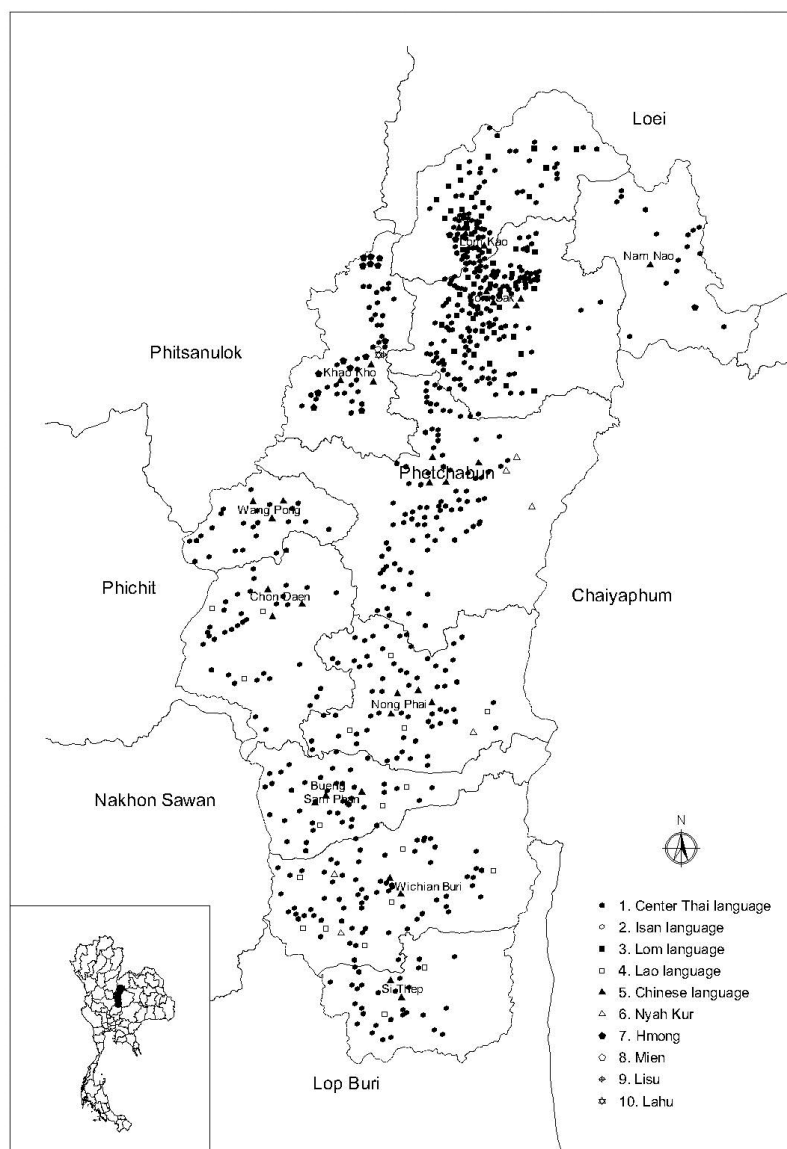 Loei
Lom Kao
Nam Nao
Lom Sak
Phitsanulok
Khao Kho
Phetchabun
Wang Pong
Phichit
Chon Daen
Chaiyaphum
Nong Phai
Bueng
Sam Phan
Nakhon Sawan
N
Wichian Buri
Si Thep
Lop Buri
1. Center Thai language
2. Isan language
3. Lom language
4. Lao language
5. Chinese language
6. Nyah Kur
7. Hmong
8. Mien
9. Lisu
10. Lahu